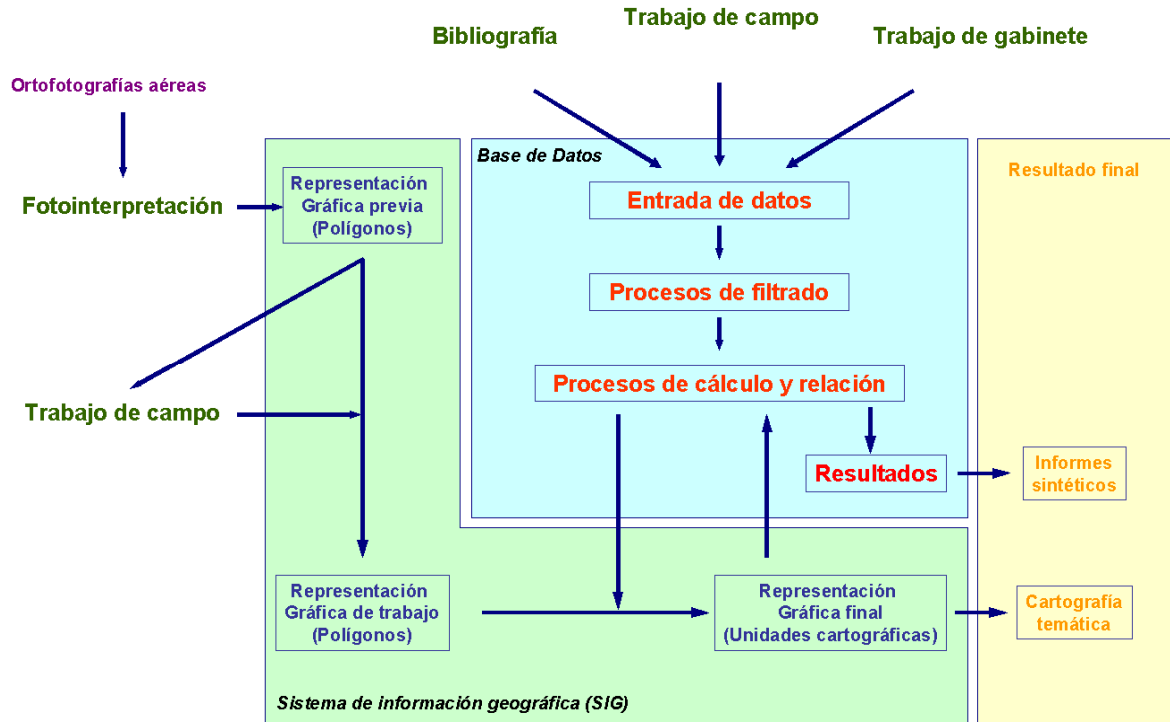 Bibliografía
Trabajo de campo
Trabajo de gabinete
Ortofotografías aéreas
Fotointerpretación
Representación
Gráfica previa
(Polígonos)
Base de Datos
Entrada de datos
Procesos de filtrado
Procesos de cálculo y relación
Resultados
Resultado final
Informes
sintéticos
Trabajo de campo
Representación
Gráfica de trabajo
(Polígonos)
Representación
Gráfica final
(Unidades cartográficas)
Cartografía
temática
Sistema de información geográfica (SIG)